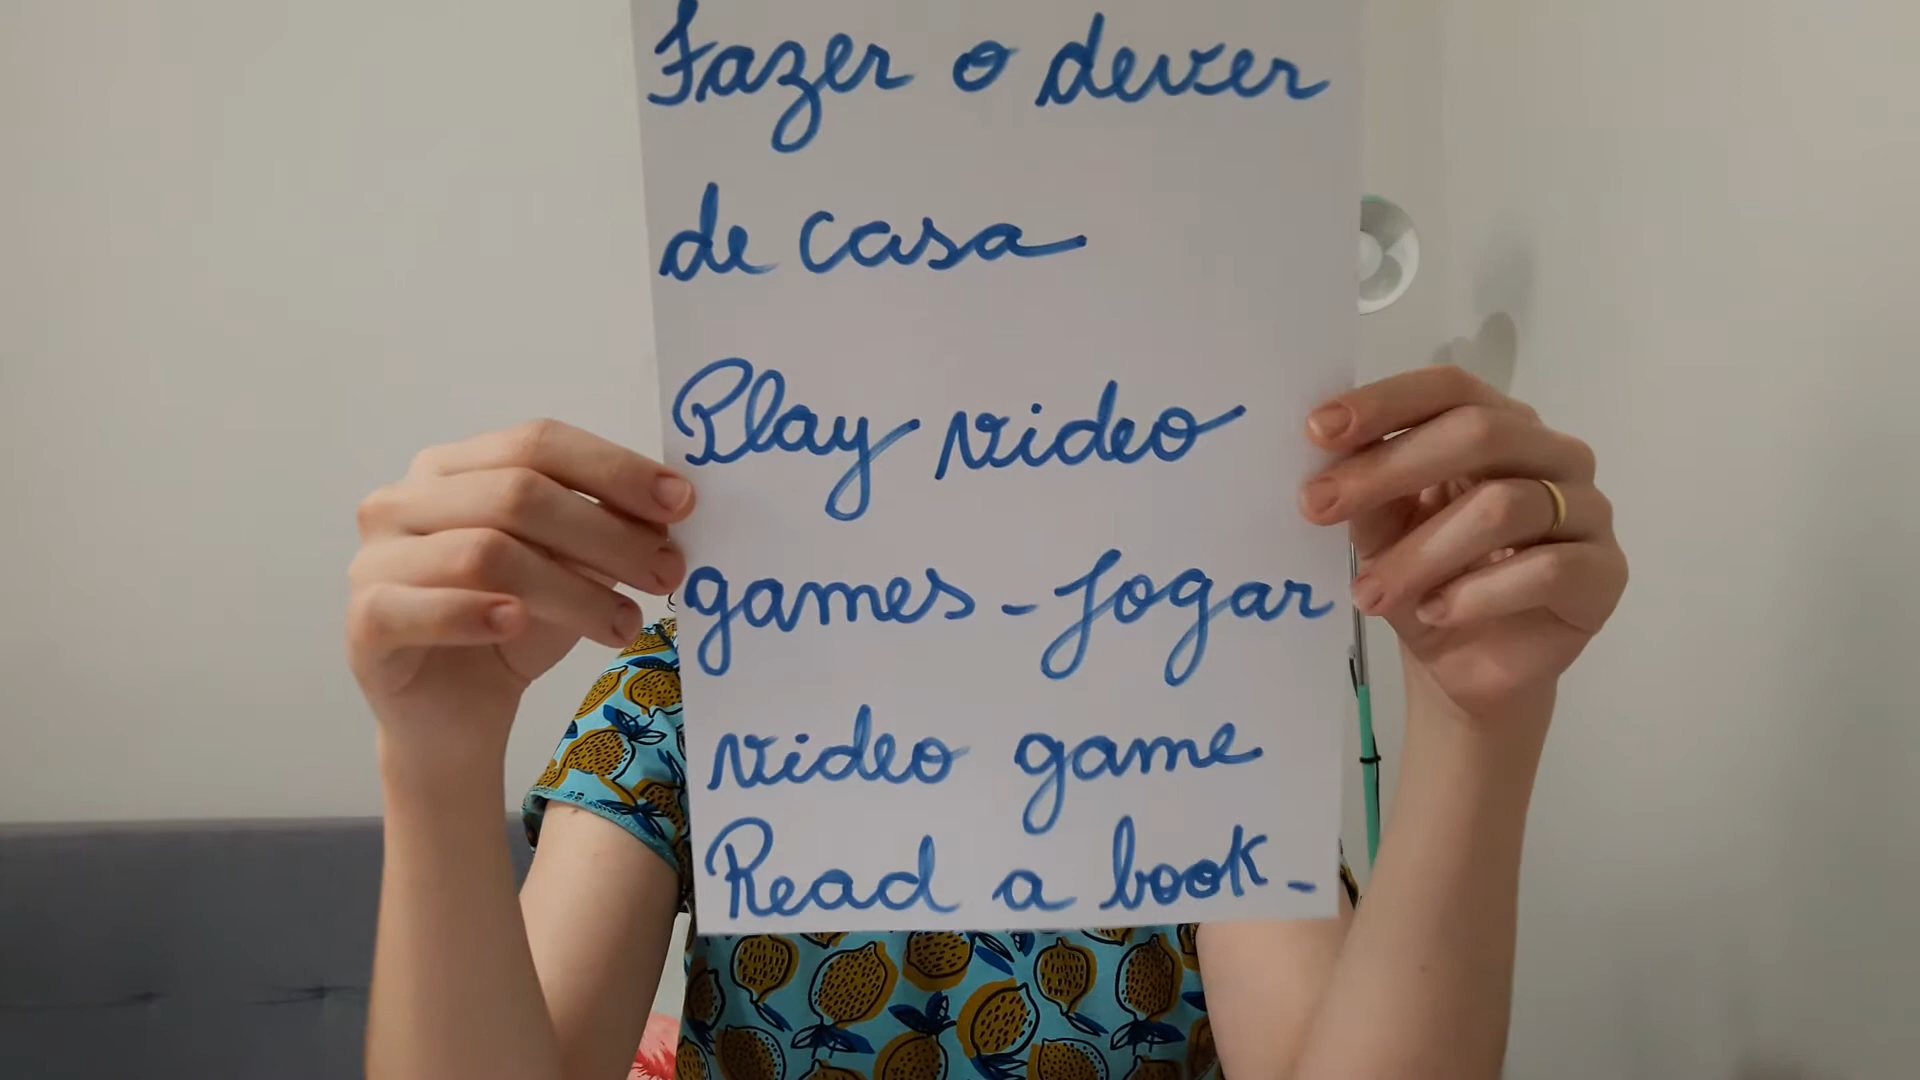 Fazer o dever
de casa
Play video
games - Jogar
video game
Read a book -